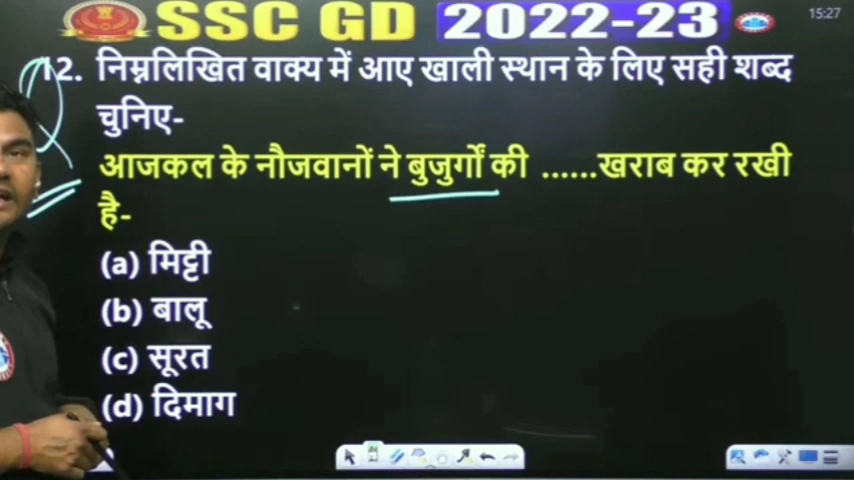 SSC GD 2022-23
15:27
12. निम्नलिखित वाक्य में आए खाली स्थान के लिए सही शब्द
चुनिए-
आजकल के नौजवानों ने बुजुर्गों की ......खराब कर रखी
है-
(a) मिट्टी
(b) बालू
(c) सूरत
(d) दिमाग